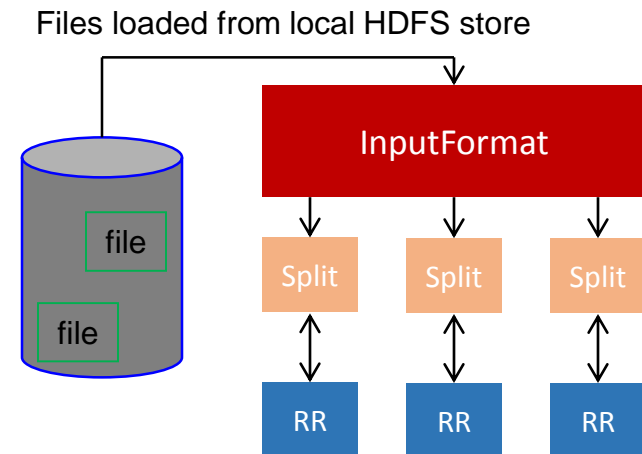 Files loaded from local HDFS store
InputFormat
file
Split Split Split
file
RR RR RR